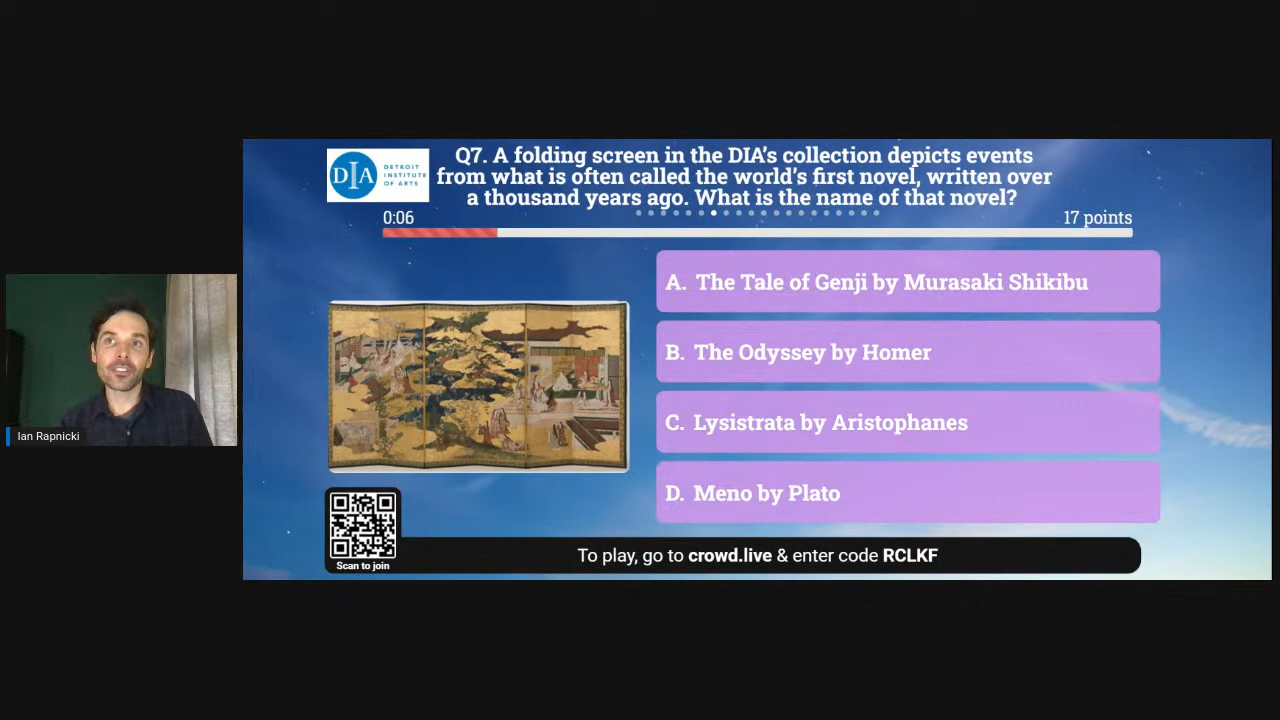 DIA
DETROIT
INSTITUTE
OF ARTS
Q7. A folding screen in the DIA's collection depicts events
from what is often called the world's first novel, written over
a thousand years ago. What is the name of that novel?
0:06
17 points
A. The Tale of Genji by Murasaki Shikibu
B. The Odyssey by Homer
C. Lysistrata by Aristophanes
D. Meno by Plato
Ian Rapnicki
Scan to join
To play, go to crowd.live & enter code RCLKF